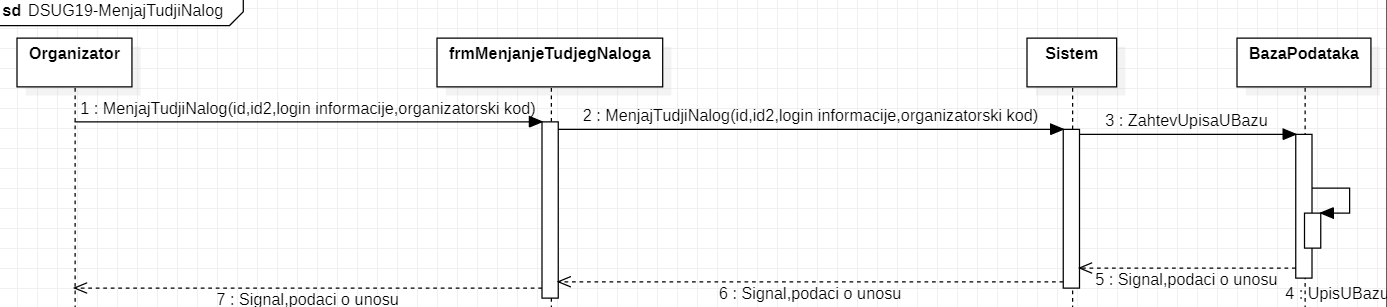 sd DSUG19-MenjajTudjiNalog
Organizator
frmMenjanjeTudjegNaloga
Sistem
BazaPodataka
1 : MenjajTudjiNalog(id,id2,login informacije,organizatorski kod)
2 : MenjajTudjiNalog(id,id2,login informacije,organizatorski kod)
3 : ZahtevUpisaUBazu
5 : Signal,podaci o unosu
4 : UpisUBazu
6 : Signal,podaci o unosu
7 : Signal,podaci o unosu